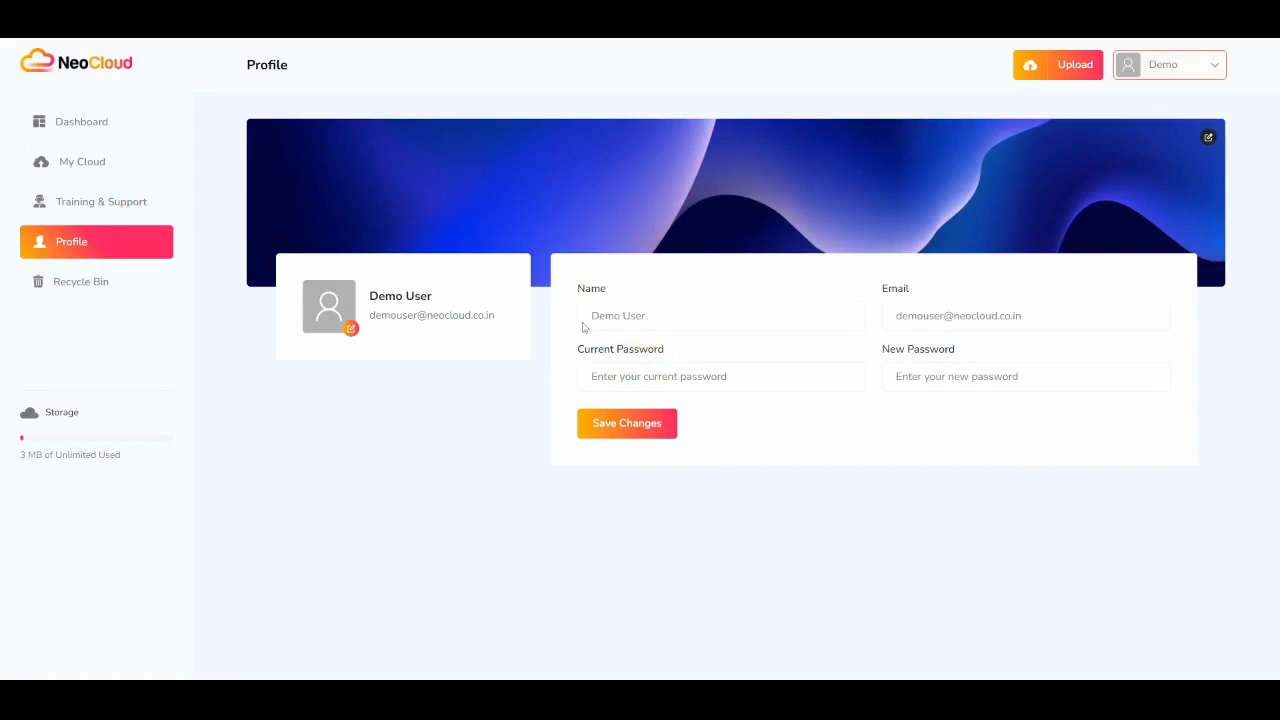 NeoCloud
Profile
Upload
Demo
Dashboard
My Cloud
Training & Support
Profile
Recycle Bin
Storage
3 MB of Unlimited Used
Demo User
demouser@neocloud.co.in
Name
Email
Demo User
demouser@neocloud.co.in
Current Password
New Password
Enter your current password
Enter your new password
Save Changes